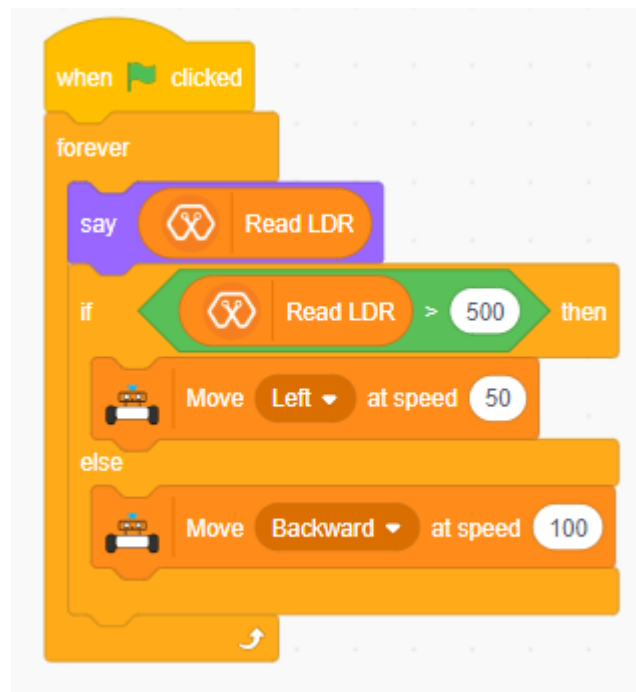 when clicked
forever
say Read LDR
if Read LDR > 500 then
Move Left at speed 50
else
Move Backward at speed 100